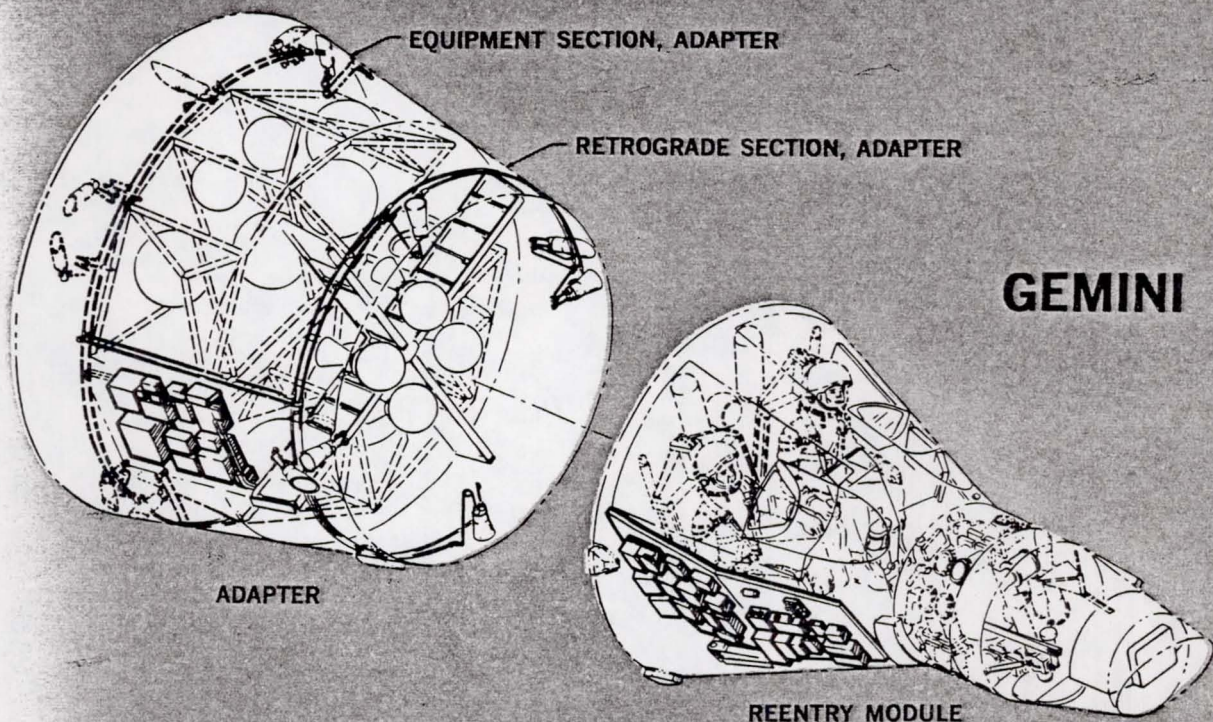 EQUIPMENT SECTION, ADAPTER
RETROGRADE SECTION, ADAPTER
GEMINI
ADAPTER
REENTRY MODULE